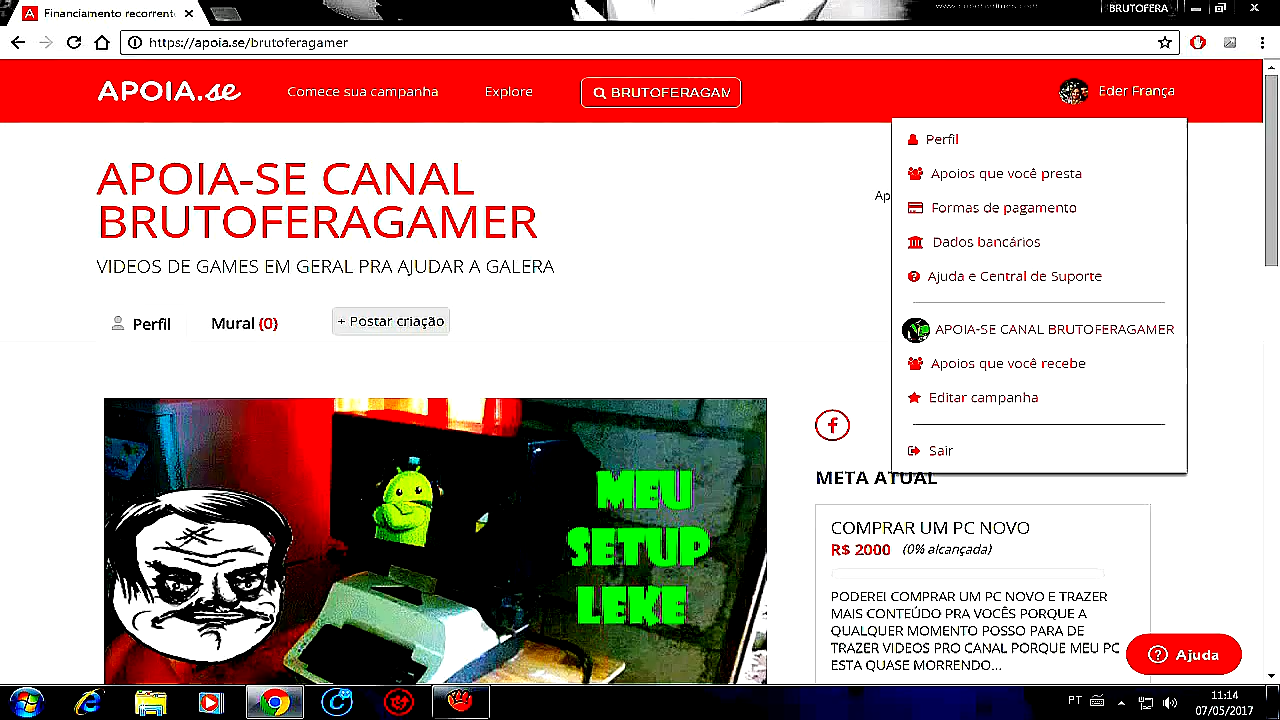 Financiamento recorrent
BRUTOFERA
https://apoia.se/brutoferagamer
APOIA.se
Comece sua campanha
Explore
BRUTOFERAGAM
Eder França
Perfil
Apoios que você presta
Formas de pagamento
Dados bancários
Ajuda e Central de Suporte
APOIA-SE CANAL BRUTOFERAGAMER
Apoios que você recebe
Editar campanha
Sair
APOIA-SE CANAL
BRUTOFERAGAMER
Ap
VIDEOS DE GAMES EM GERAL PRA AJUDAR A GALERA
Perfil
Mural (0)
+ Postar criação
MEU
SETUP
LEKE
META ATUAL
COMPRAR UM PC NOVO
R$ 2000 (0% alcançada)
PODEREI COMPRAR UM PC NOVO E TRAZER
MAIS CONTEÚDO PRA VOCÊS PORQUE A
QUALQUER MOMENTO POSSO PARA DE
TRAZER VIDEOS PRO CANAL PORQUE MEU PC
ESTA QUASE MORRENDO...
Ajuda
PT
11:14
07/05/2017